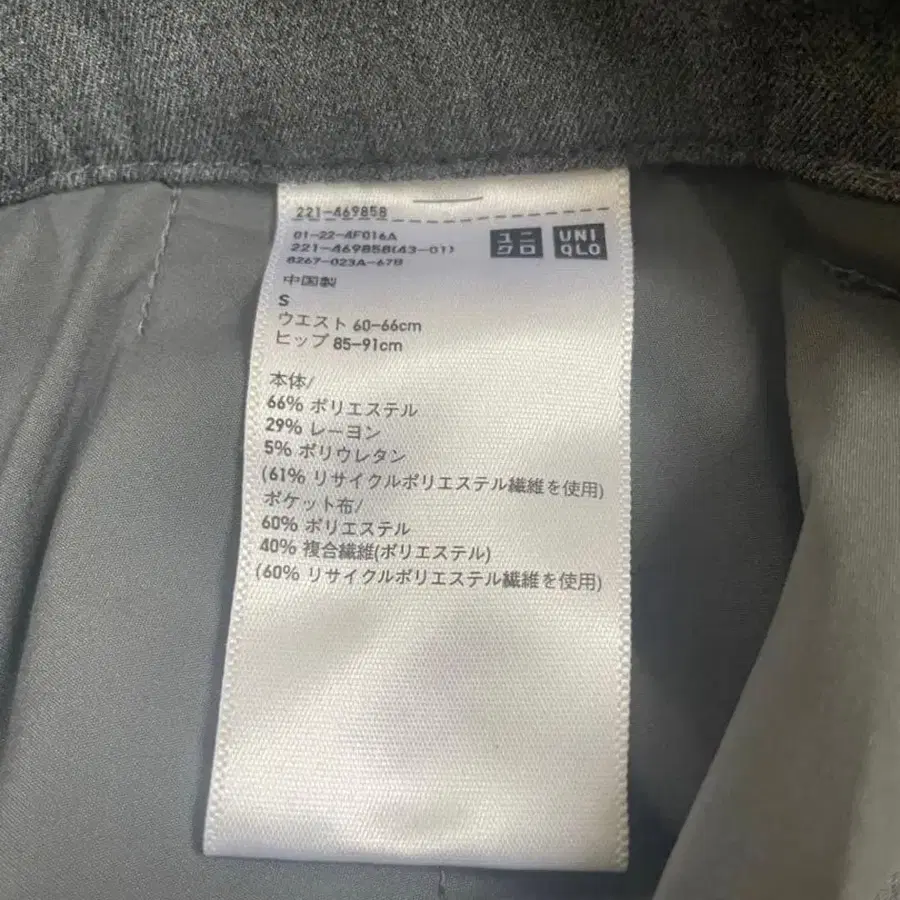 221-469858
01-22-4F016A
221-469858(43-01)
8267-023A-67B
ユニ
クロ
UNI
QLO
中国製
S
ウエスト 60-66cm
ヒップ 85-91cm
本体/
66% ポリエステル
29% レーヨン
5% ポリウレタン
(61% リサイクルポリエステル繊維を使用)
ポケット布/
60% ポリエステル
40% 複合繊維(ポリエステル)
(60% リサイクルポリエステル繊維を使用)